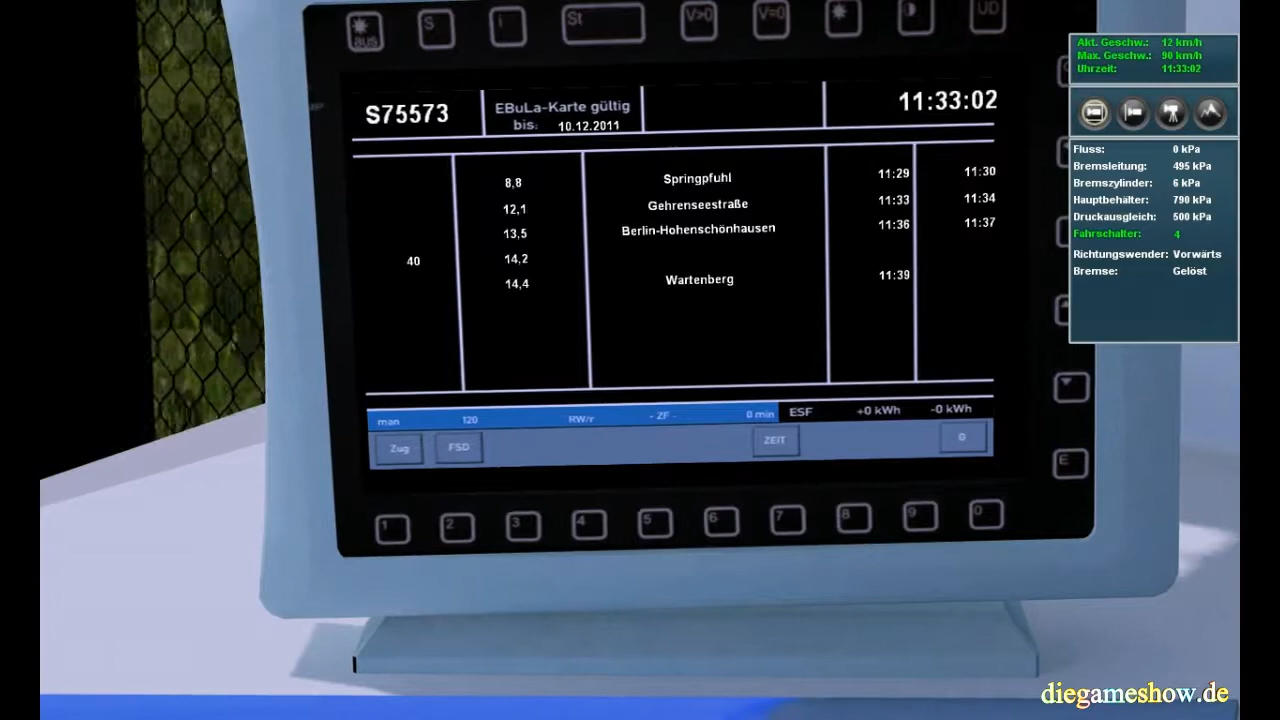 S
i
St
V>0
V=0
UD
aus
Akt. Geschw.: 12 km/h
Max. Geschw.: 90 km/h
Uhrzeit: 11:33:02
S75573
EBuLa-Karte gültig
bis: 10.12.2011
11:33:02
8,8 Springpfuhl 11:29 11:30
12,1 Gehrenseestraße 11:33 11:34
13,5 Berlin-Hohenschönhausen 11:36 11:37
40 14,2
14,4 Wartenberg 11:39
Fluss: 0 kPa
Bremsleitung: 495 kPa
Bremszylinder: 6 kPa
Hauptbehälter: 790 kPa
Druckausgleich: 500 kPa
Fahrschalter: 4
Richtungswender: Vorwärts
Bremse: Gelöst
man 120 RW/r - ZF - 0 min ESF +0 kWh -0 kWh
Zug FSD ZEIT G
E
1 2 3 4 5 6 7 8 9 0
diegameshow.de